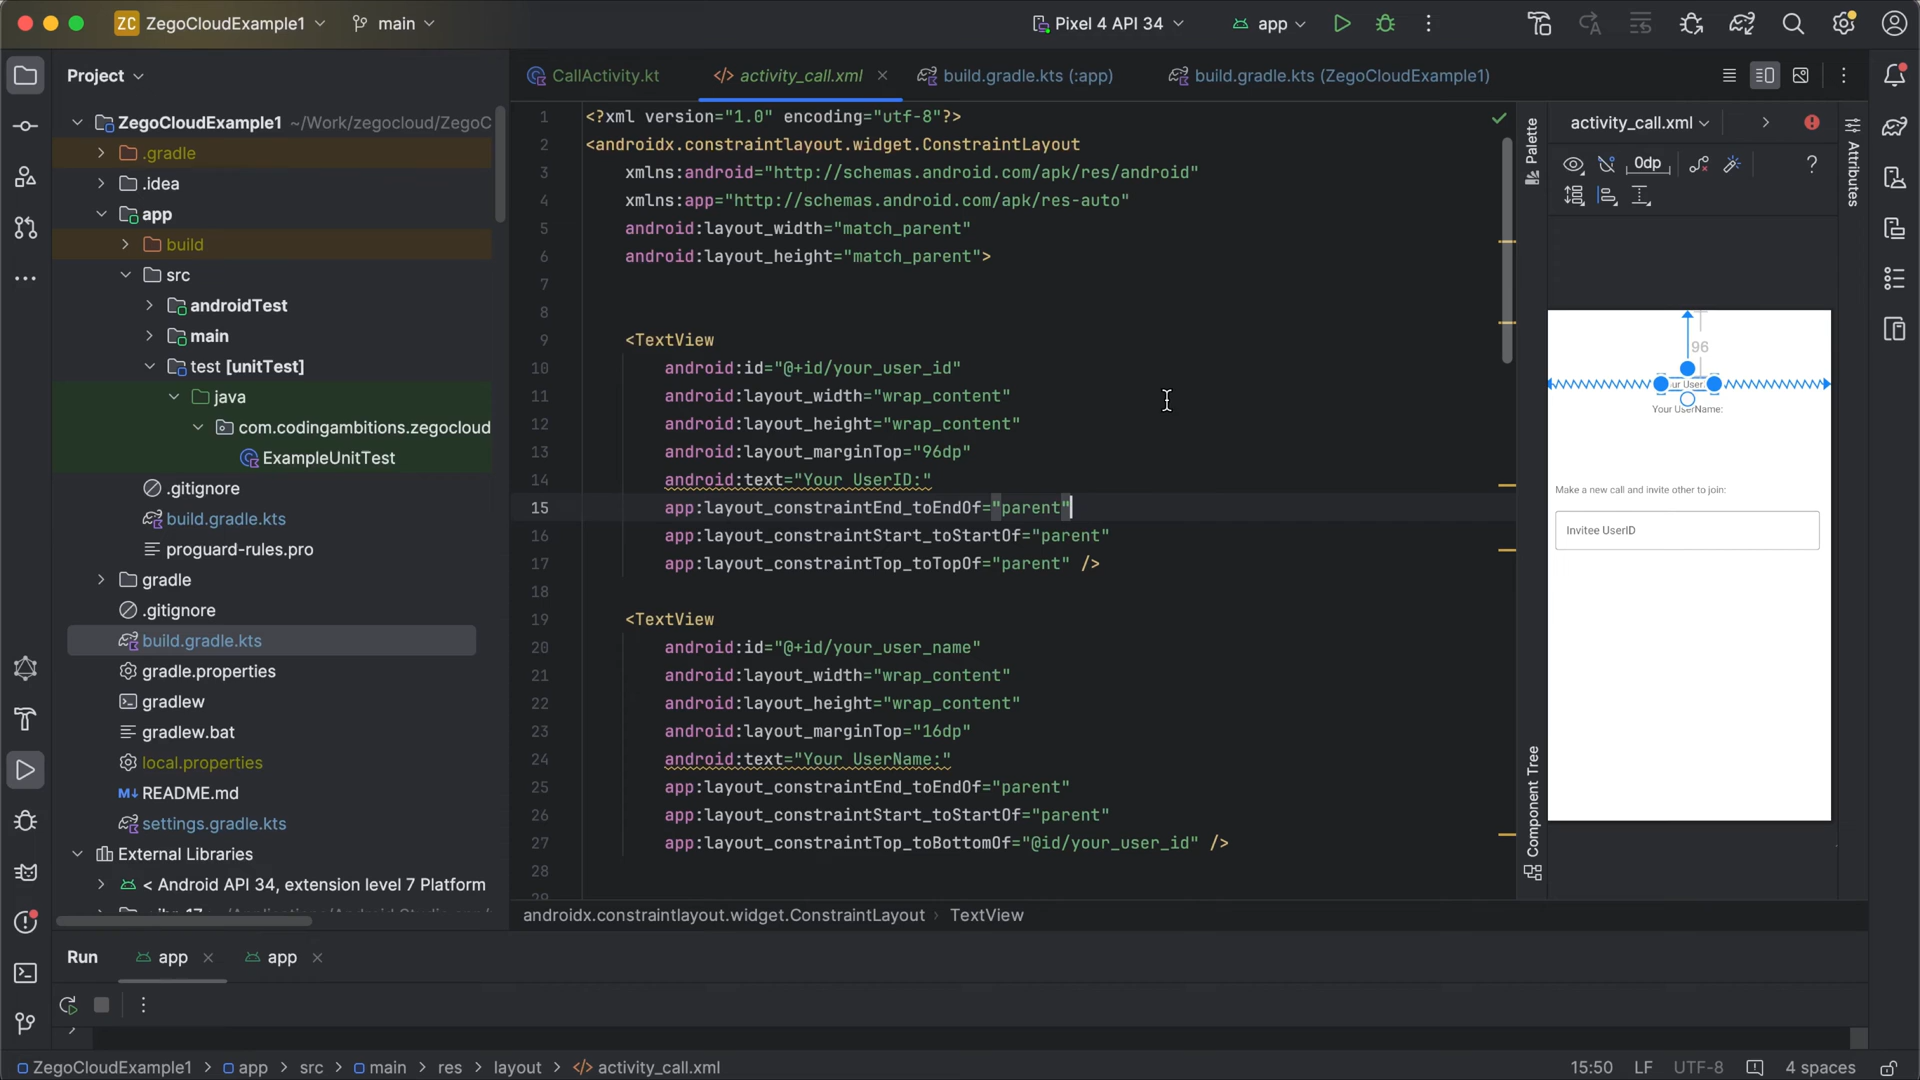 ZC ZegoCloudExample1 main Pixel 4 API 34 app
Project
ZegoCloudExample1 ~/Work/zegocloud/ZegoC
.gradle
.idea
app
build
src
androidTest
main
test [unitTest]
java
com.codingambitions.zegocloud
ExampleUnitTest
.gitignore
build.gradle.kts
proguard-rules.pro
gradle
.gitignore
build.gradle.kts
gradle.properties
gradlew
gradlew.bat
local.properties
M↓ README.md
settings.gradle.kts
External Libraries
< Android API 34, extension level 7 Platform
CallActivity.kt activity_call.xml build.gradle.kts (:app) build.gradle.kts (ZegoCloudExample1)
1 <?xml version="1.0" encoding="utf-8"?>
2 <androidx.constraintlayout.widget.ConstraintLayout
3 xmlns:android="http://schemas.android.com/apk/res/android"
4 xmlns:app="http://schemas.android.com/apk/res-auto"
5 android:layout_width="match_parent"
6 android:layout_height="match_parent">
7
8
9 <TextView
10 android:id="@+id/your_user_id"
11 android:layout_width="wrap_content"
12 android:layout_height="wrap_content"
13 android:layout_marginTop="96dp"
14 android:text="Your UserID:"
15 app:layout_constraintEnd_toEndOf="parent"
16 app:layout_constraintStart_toStartOf="parent"
17 app:layout_constraintTop_toTopOf="parent" />
18
19 <TextView
20 android:id="@+id/your_user_name"
21 android:layout_width="wrap_content"
22 android:layout_height="wrap_content"
23 android:layout_marginTop="16dp"
24 android:text="Your UserName:"
25 app:layout_constraintEnd_toEndOf="parent"
26 app:layout_constraintStart_toStartOf="parent"
27 app:layout_constraintTop_toBottomOf="@id/your_user_id" />
28
androidx.constraintlayout.widget.ConstraintLayout › TextView
Palette
Component Tree
activity_call.xml
0dp
?
96
ur User
Your UserName:
Make a new call and invite other to join:
Invitee UserID
Attributes
Run app app
ZegoCloudExample1 > app > src > main > res > layout > activity_call.xml 15:50 LF UTF-8 4 spaces